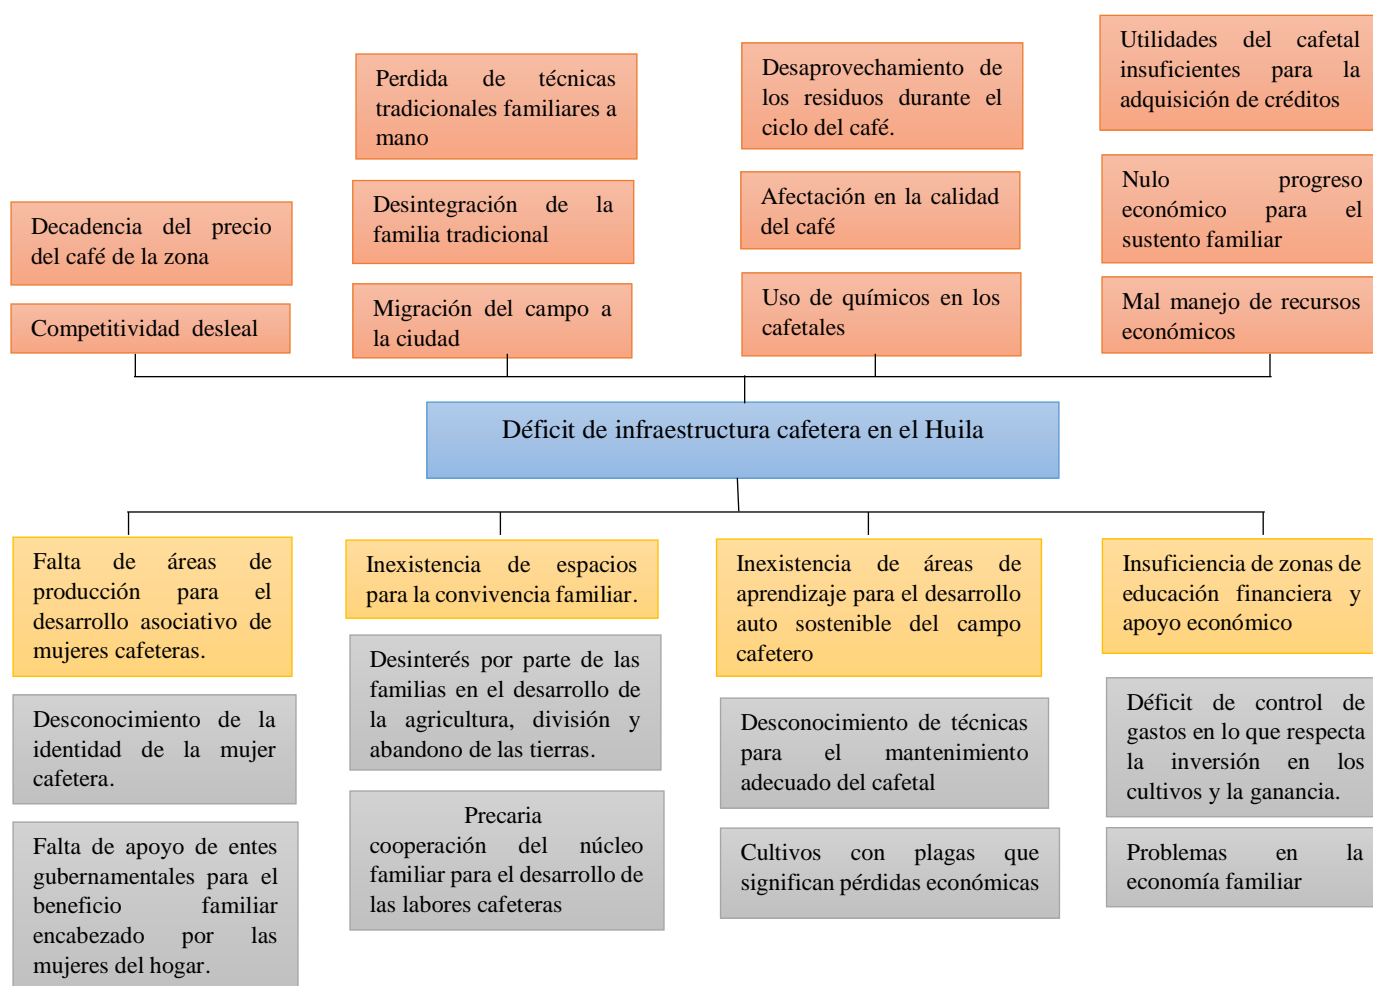 Utilidades del cafetal
insuficientes para la
adquisición de créditos
Perdida de técnicas
tradicionales familiares a
mano
Desaprovechamiento de
los residuos durante el
ciclo del café.
Nulo progreso
económico para el
sustento familiar
Decadencia del precio
del café de la zona
Desintegración de la
familia tradicional
Afectación en la calidad
del café
Competitividad desleal
Migración del campo a
la ciudad
Uso de químicos en los
cafetales
Mal manejo de recursos
económicos
Déficit de infraestructura cafetera en el Huila
Falta de áreas de
producción para el
desarrollo asociativo de
mujeres cafeteras.
Inexistencia de espacios
para la convivencia familiar.
Inexistencia de áreas de
aprendizaje para el desarrollo
auto sostenible del campo
cafetero
Insuficiencia de zonas de
educación financiera y
apoyo económico
Desconocimiento de la
identidad de la mujer
cafetera.
Desinterés por parte de las
familias en el desarrollo de
la agricultura, división y
abandono de las tierras.
Desconocimiento de técnicas
para el mantenimiento
adecuado del cafetal
Déficit de control de
gastos en lo que respecta
la inversión en los
cultivos y la ganancia.
Falta de apoyo de entes
gubernamentales para el
beneficio familiar
encabezado por las
mujeres del hogar.
Precaria
cooperación del núcleo
familiar para el desarrollo de
las labores cafeteras
Cultivos con plagas que
significan pérdidas económicas
Problemas en la
economía familiar